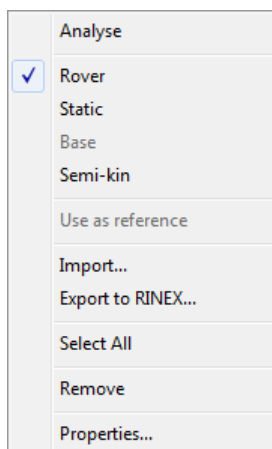 Analyse
Rover
Static
Base
Semi-kin
Use as reference
Import...
Export to RINEX...
Select All
Remove
Properties...